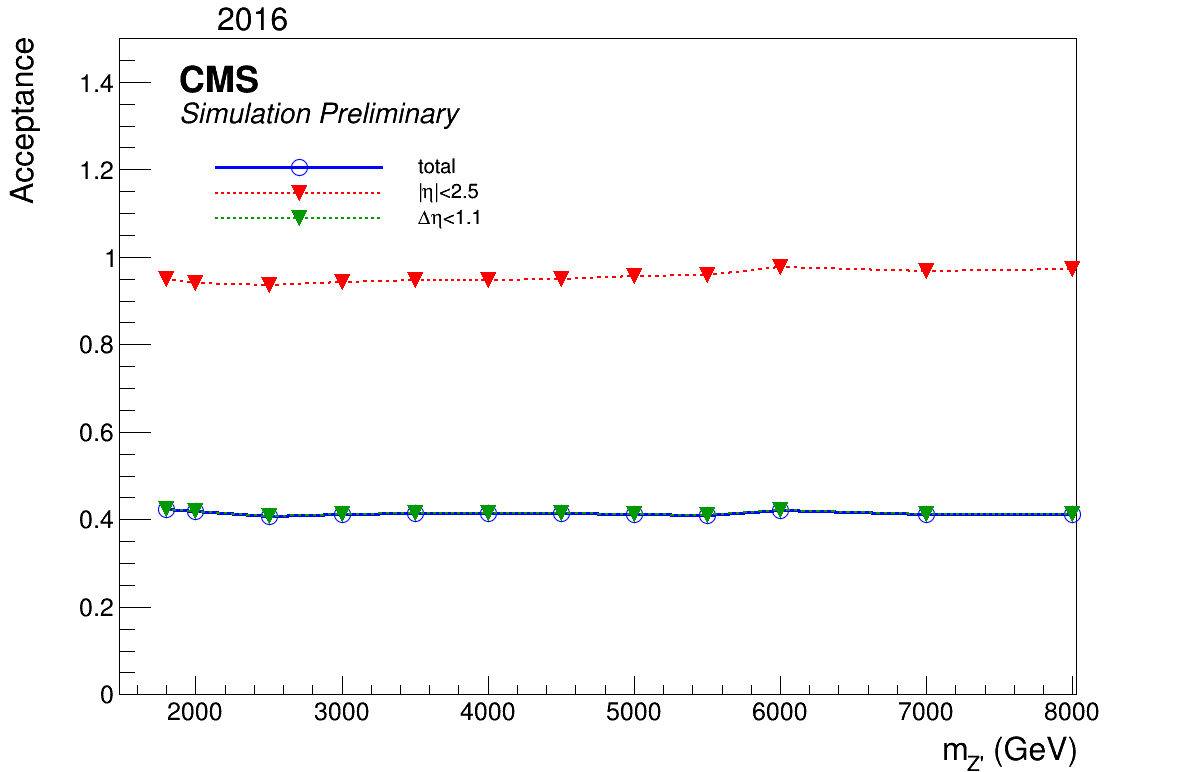 2016
Acceptance
CMS
Simulation Preliminary
total
|η|<2.5
Δη<1.1
1.4
1.2
1
0.8
0.6
0.4
0.2
0
2000 3000 4000 5000 6000 7000 8000
m_Z' (GeV)